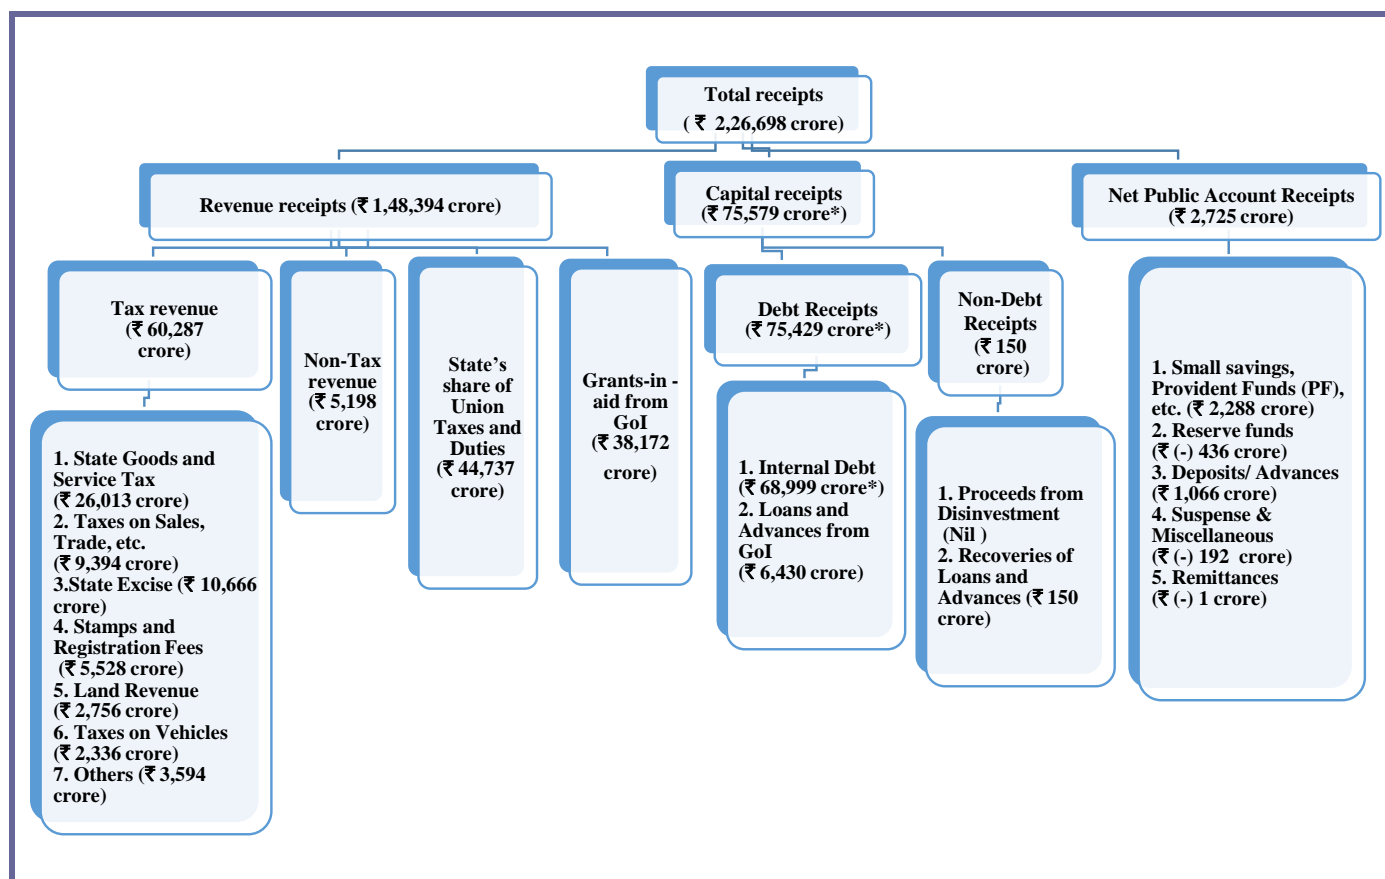 Total receipts
( ₹ 2,26,698 crore)
Revenue receipts (₹ 1,48,394 crore)
Capital receipts
(₹ 75,579 crore*)
Net Public Account Receipts
(₹ 2,725 crore)
Tax revenue
(₹ 60,287
crore)
Non-Tax
revenue
(₹ 5,198
crore)
State’s
share of
Union
Taxes and
Duties
(₹ 44,737
crore)
Grants-in -
aid from
GoI
(₹ 38,172
crore)
Debt Receipts
(₹ 75,429 crore*)
Non-Debt
Receipts
(₹ 150
crore)
1. State Goods and
Service Tax
(₹ 26,013 crore)
2. Taxes on Sales,
Trade, etc.
(₹ 9,394 crore)
3.State Excise (₹ 10,666
crore)
4. Stamps and
Registration Fees
(₹ 5,528 crore)
5. Land Revenue
(₹ 2,756 crore)
6. Taxes on Vehicles
(₹ 2,336 crore)
7. Others (₹ 3,594
crore)
1. Internal Debt
(₹ 68,999 crore*)
2. Loans and
Advances from
GoI
(₹ 6,430 crore)
1. Proceeds from
Disinvestment
(Nil )
2. Recoveries of
Loans and
Advances (₹ 150
crore)
1. Small savings,
Provident Funds (PF),
etc. (₹ 2,288 crore)
2. Reserve funds
(₹ (-) 436 crore)
3. Deposits/ Advances
(₹ 1,066 crore)
4. Suspense &
Miscellaneous
(₹ (-) 192 crore)
5. Remittances
(₹ (-) 1 crore)